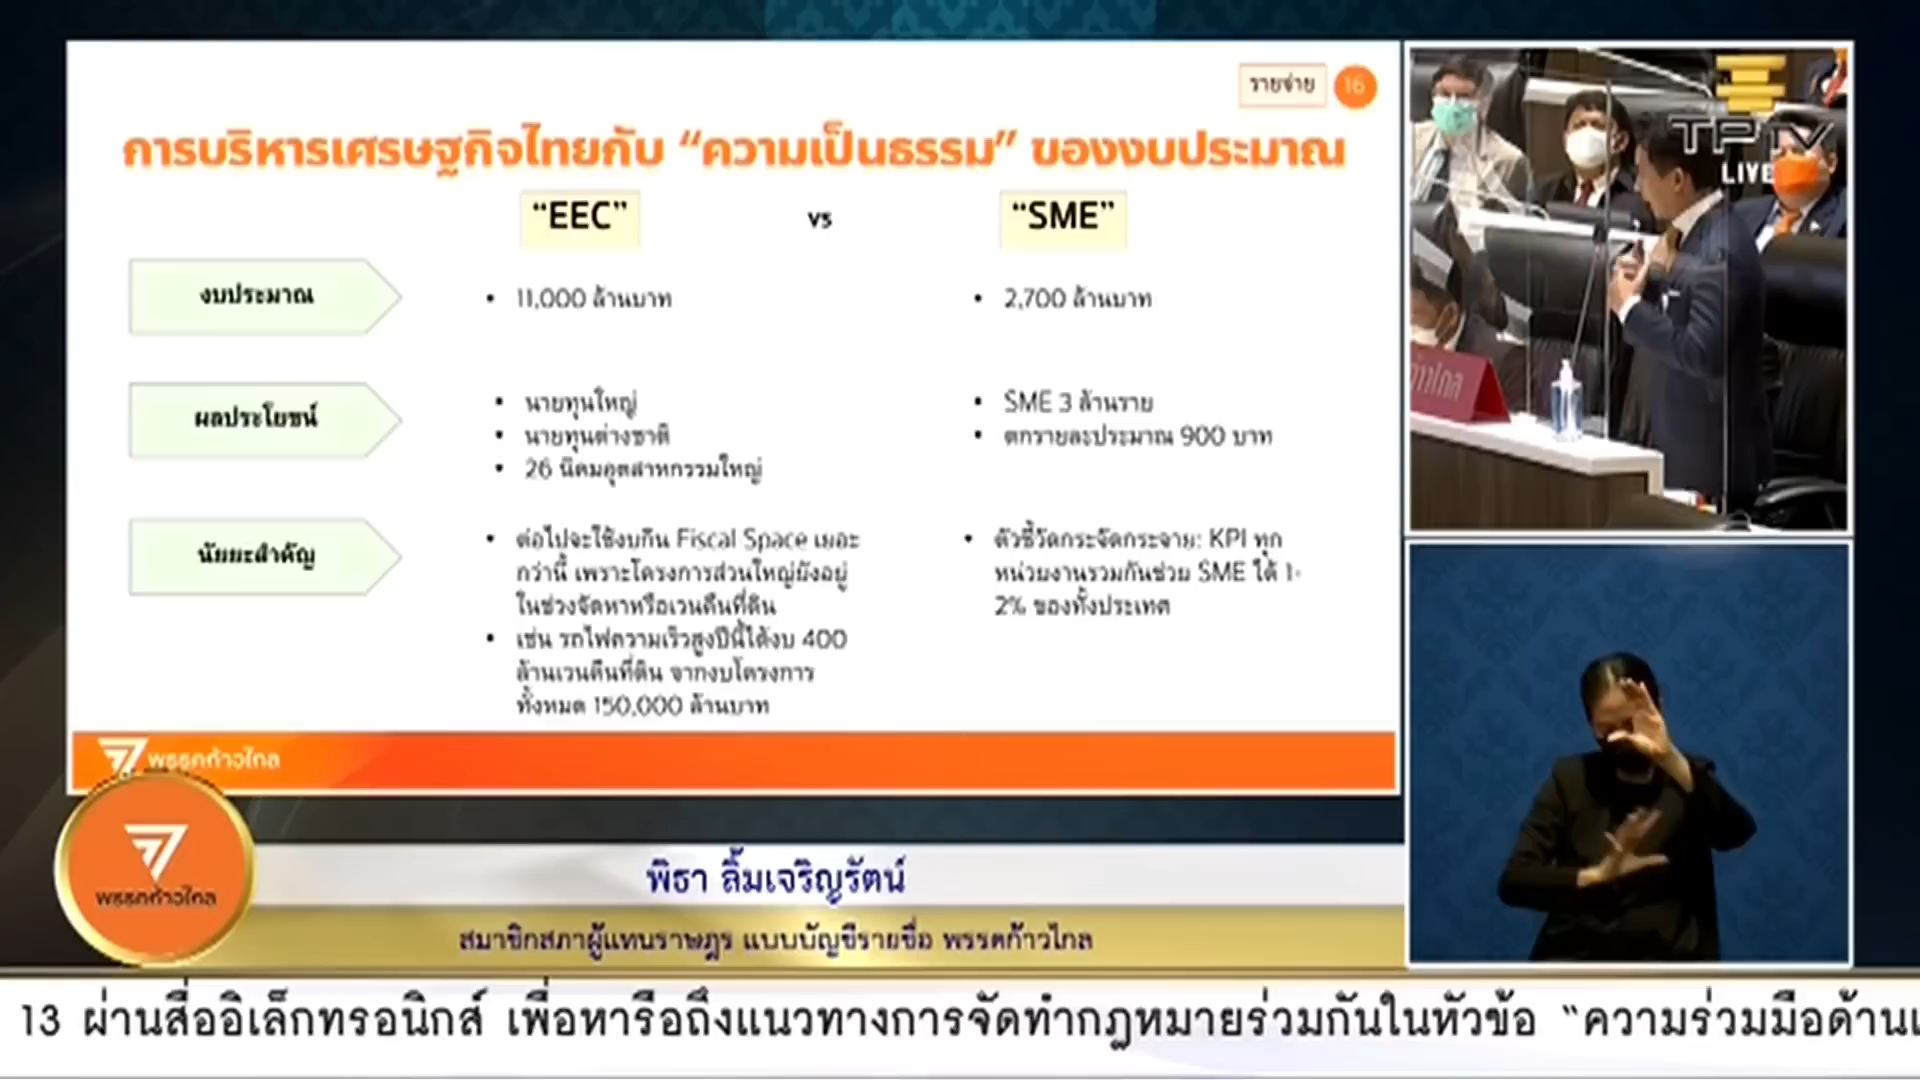 รายจ่าย 16
การบริหารเศรษฐกิจไทยกับ “ความเป็นธรรม” ของงบประมาณ
“EEC” vs “SME”
งบประมาณ
• 11,000 ล้านบาท
• 2,700 ล้านบาท
ผลประโยชน์
• นายทุนใหญ่
• นายทุนต่างชาติ
• 26 นิคมอุตสาหกรรมใหญ่
• SME 3 ล้านราย
• ตกรายละประมาณ 900 บาท
นัยยะสำคัญ
• ต่อไปจะใช้งบกิน Fiscal Space เยอะ
กว่านี้ เพราะโครงการส่วนใหญ่ยังอยู่
ในช่วงจัดหาหรือเวนคืนที่ดิน
• เช่น รถไฟความเร็วสูงปีนี้ได้งบ 400
ล้านเวนคืนที่ดิน จากงบโครงการ
ทั้งหมด 150,000 ล้านบาท
• ตัวชี้วัดกระจัดกระจาย: KPI ทุก
หน่วยงานรวมกันช่วย SME ได้ 1-
2% ของทั้งประเทศ
พรรคก้าวไกล
TPTV
LIVE
ก้าวไกล
พรรคก้าวไกล
พิธา ลิ้มเจริญรัตน์
สมาชิกสภาผู้แทนราษฎร แบบบัญชีรายชื่อ พรรคก้าวไกล
13 ผ่านสื่ออิเล็กทรอนิกส์ เพื่อหารือถึงแนวทางการจัดทำกฎหมายร่วมกันในหัวข้อ “ความร่วมมือด้าน